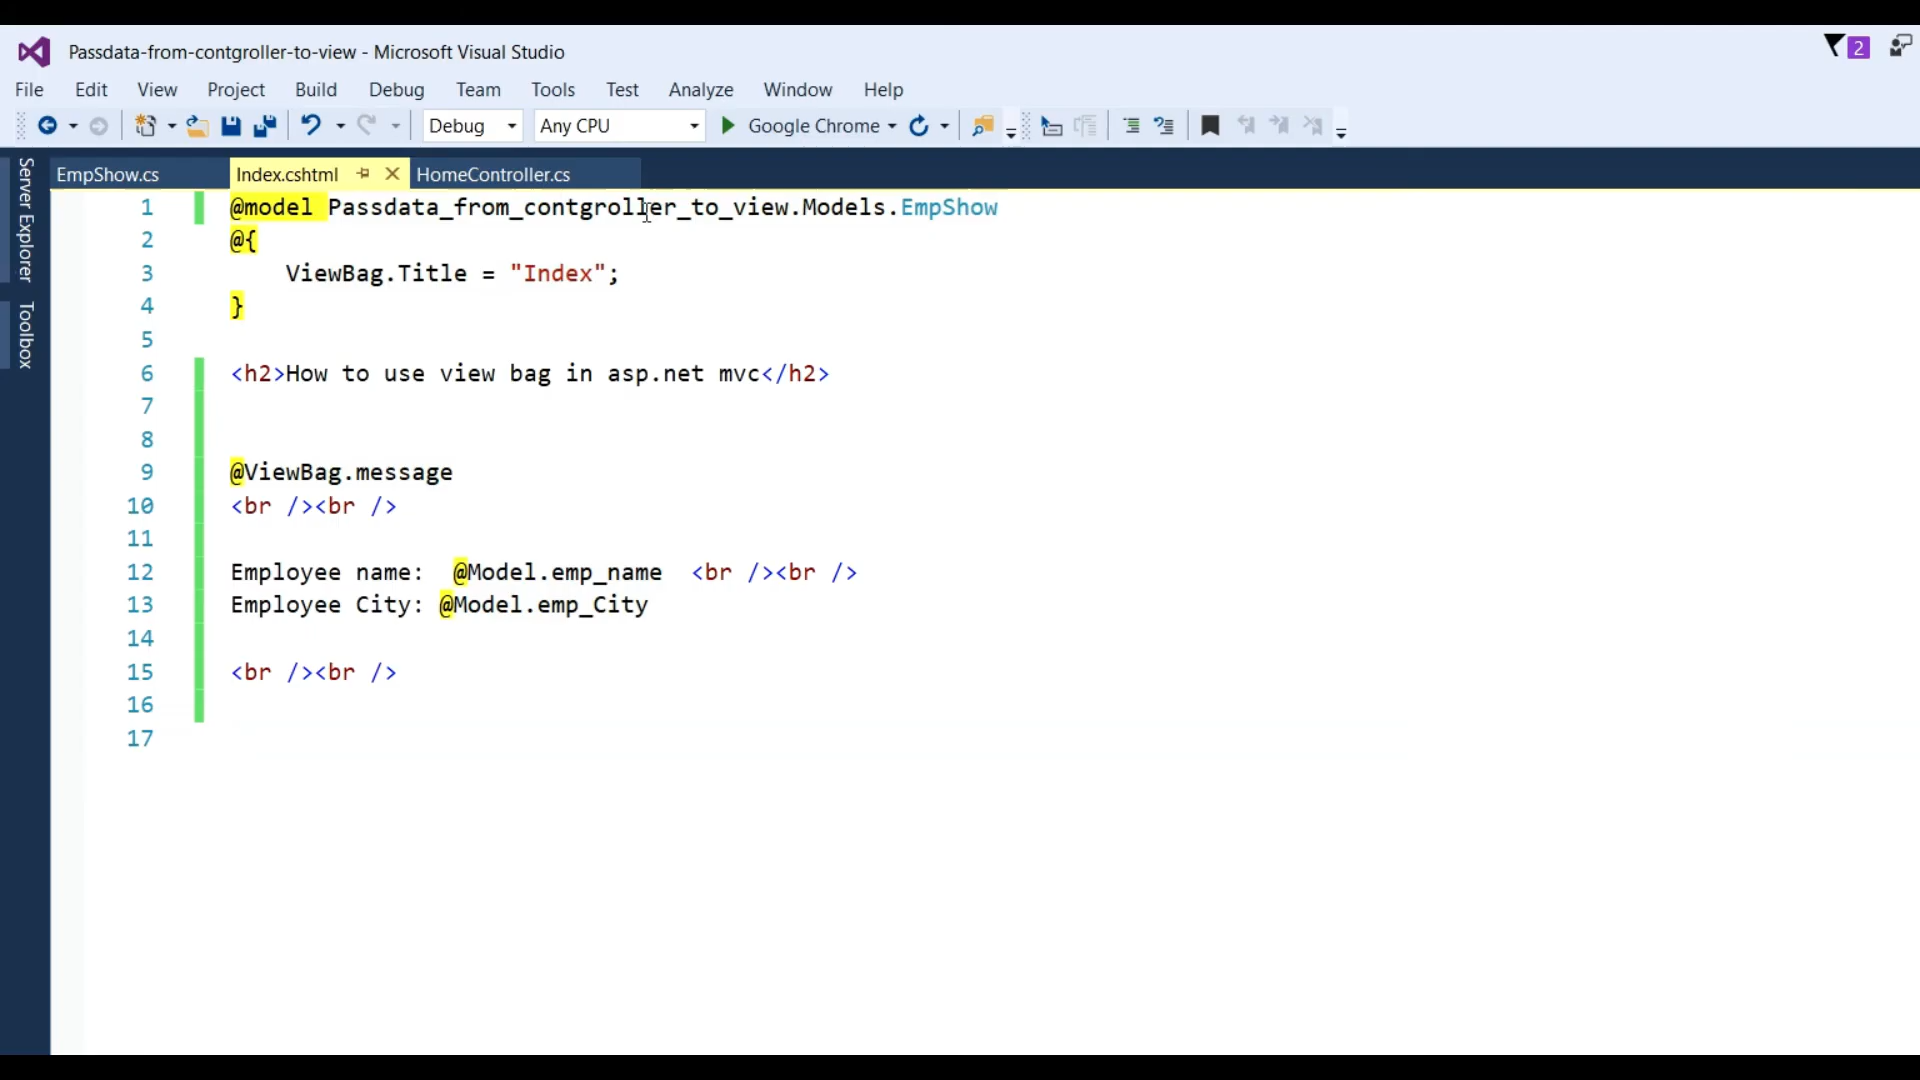 Passdata-from-contgroller-to-view - Microsoft Visual Studio
2
File Edit View Project Build Debug Team Tools Test Analyze Window Help
Debug Any CPU Google Chrome
Server Explorer
Toolbox
EmpShow.cs Index.cshtml HomeController.cs
1 @model Passdata_from_contgroller_to_view.Models.EmpShow
2 @{
3 ViewBag.Title = "Index";
4 }
5
6 <h2>How to use view bag in asp.net mvc</h2>
7
8
9 @ViewBag.message
10 <br /><br />
11
12 Employee name: @Model.emp_name <br /><br />
13 Employee City: @Model.emp_City
14
15 <br /><br />
16
17